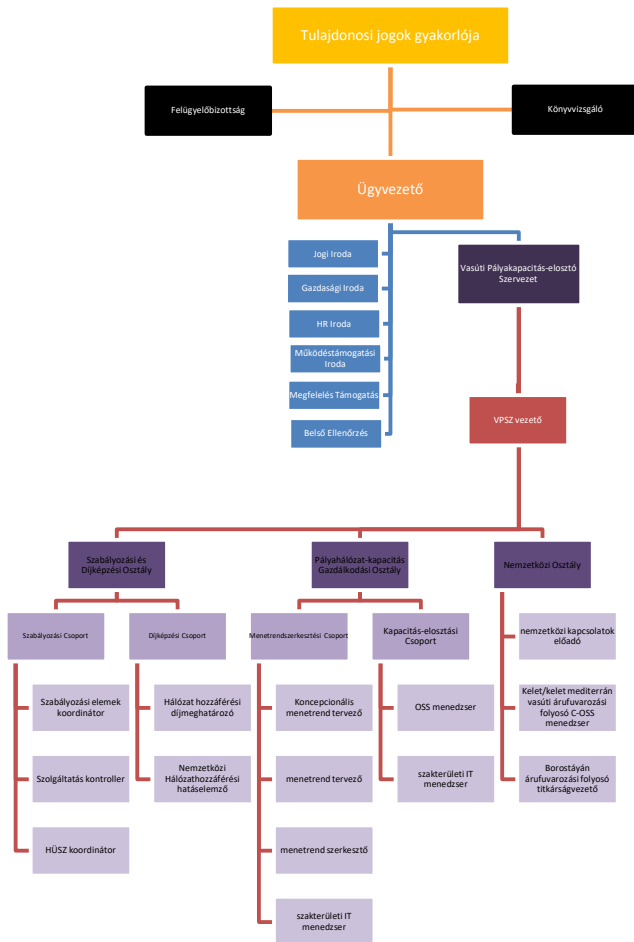 Tulajdonosi jogok gyakorlója
Felügyelőbizottság
Könyvvizsgáló
Ügyvezető
Jogi Iroda
Gazdasági Iroda
HR Iroda
Működéstámogatási
Iroda
Megfelelés Támogatás
Belső Ellenőrzés
Vasúti Pályakapacitás-elosztó
Szervezet
VPSZ vezető
Szabályozási és
Díjképzési Osztály
Pályahálózat-kapacitás
Gazdálkodási Osztály
Nemzetközi Osztály
Szabályozási Csoport
Díjképzési Csoport
Menetrendszerkesztési Csoport
Kapacitás-elosztási
Csoport
nemzetközi kapcsolatok
előadó
Szabályozási elemek
koordinátor
Hálózat hozzáférési
díjmeghatározó
Koncepcionális
menetrend tervező
OSS menedzser
Kelet/kelet mediterrán
vasúti árufuvarozási
folyosó C-OSS
menedzser
Szolgáltatás kontroller
Nemzetközi
Hálózathozzáférési
hatáselemző
menetrend tervező
szakterületi IT
menedzser
Borostyán
árufuvarozási folyosó
titkárságvezető
HÜSZ koordinátor
menetrend szerkesztő
szakterületi IT
menedzser